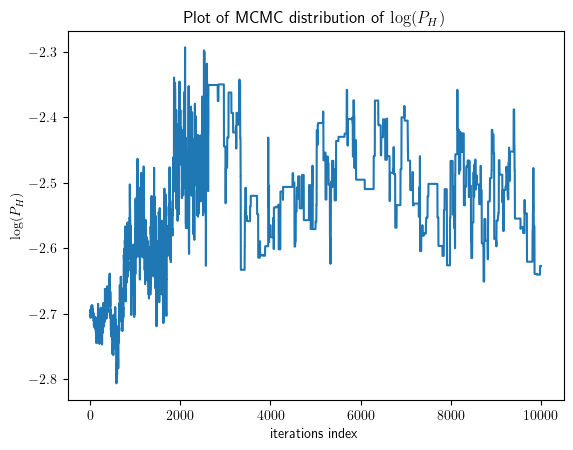 Plot of MCMC distribution of log(P_H)
log(P_H)
−2.3
−2.4
−2.5
−2.6
−2.7
−2.8
0 2000 4000 6000 8000 10000
iterations index